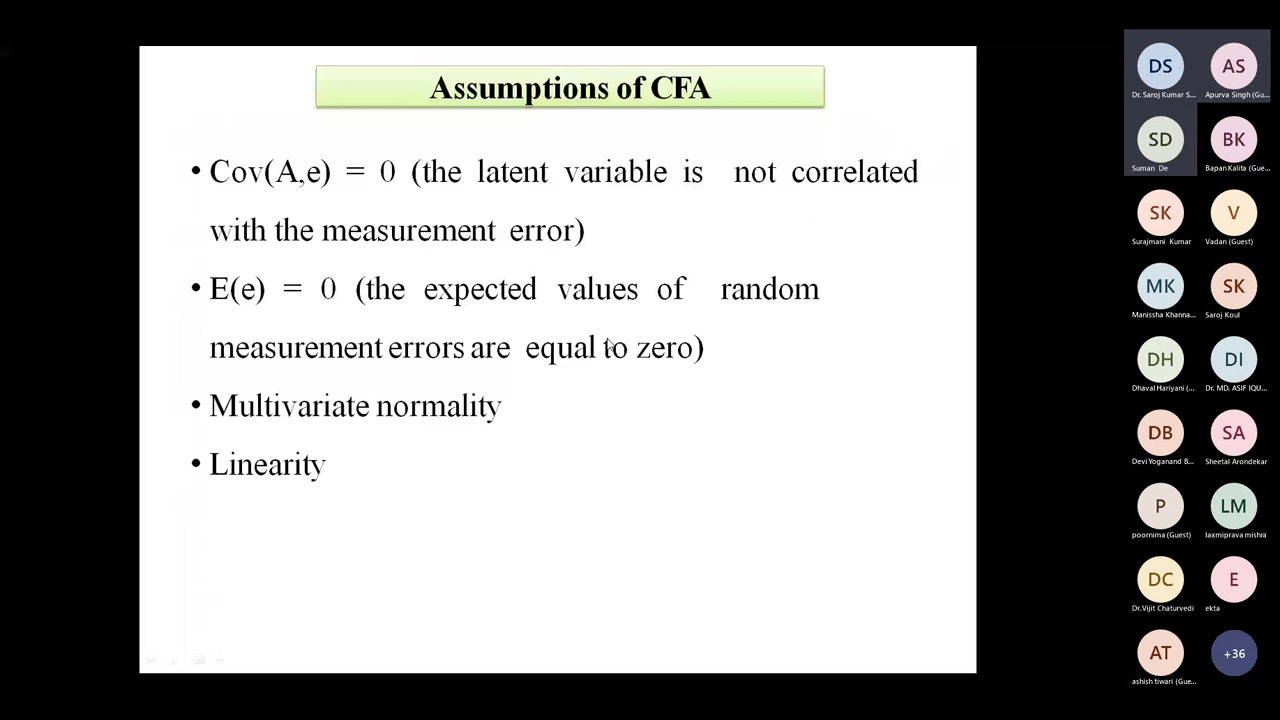 Assumptions of CFA
• Cov(A,e) = 0 (the latent variable is not correlated
with the measurement error)
• E(e) = 0 (the expected values of random
measurement errors are equal to zero)
• Multivariate normality
• Linearity
DS
AS
Dr. Saroj Kumar S...
Apurva Singh (Gu...
SD
BK
Suman De
Bapan Kalita (Gue...
SK
V
Surajmani Kumar
Vadan (Guest)
MK
SK
Manissha Khanna...
Saroj Koul
DH
DI
Dhaval Hariyani (...
Dr. MD. ASIF IQU...
DB
SA
Devi Yoganand B...
Sheetal Arondekar
P
LM
poornima (Guest)
laxmiprava mishra
DC
E
Dr.Vijit Chaturvedi
ekta
AT
+36
ashish tiwari (Gue...